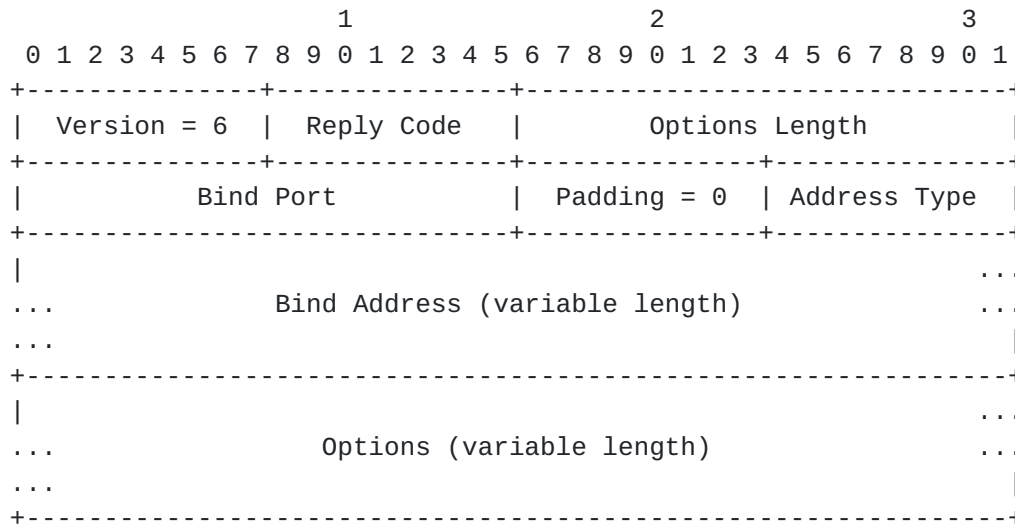 1                   2                   3
 0 1 2 3 4 5 6 7 8 9 0 1 2 3 4 5 6 7 8 9 0 1 2 3 4 5 6 7 8 9 0 1
+---------------+---------------+-------------------------------+
|  Version = 6  |  Reply Code   |        Options Length         |
+---------------+---------------+---------------+---------------+
|           Bind Port           |  Padding = 0  | Address Type  |
+-------------------------------+---------------+---------------+
|                                                             ...
...              Bind Address (variable length)               ...
...                                                             |
+---------------------------------------------------------------+
|                                                             ...
...                 Options (variable length)                 ...
...                                                             |
+---------------------------------------------------------------+